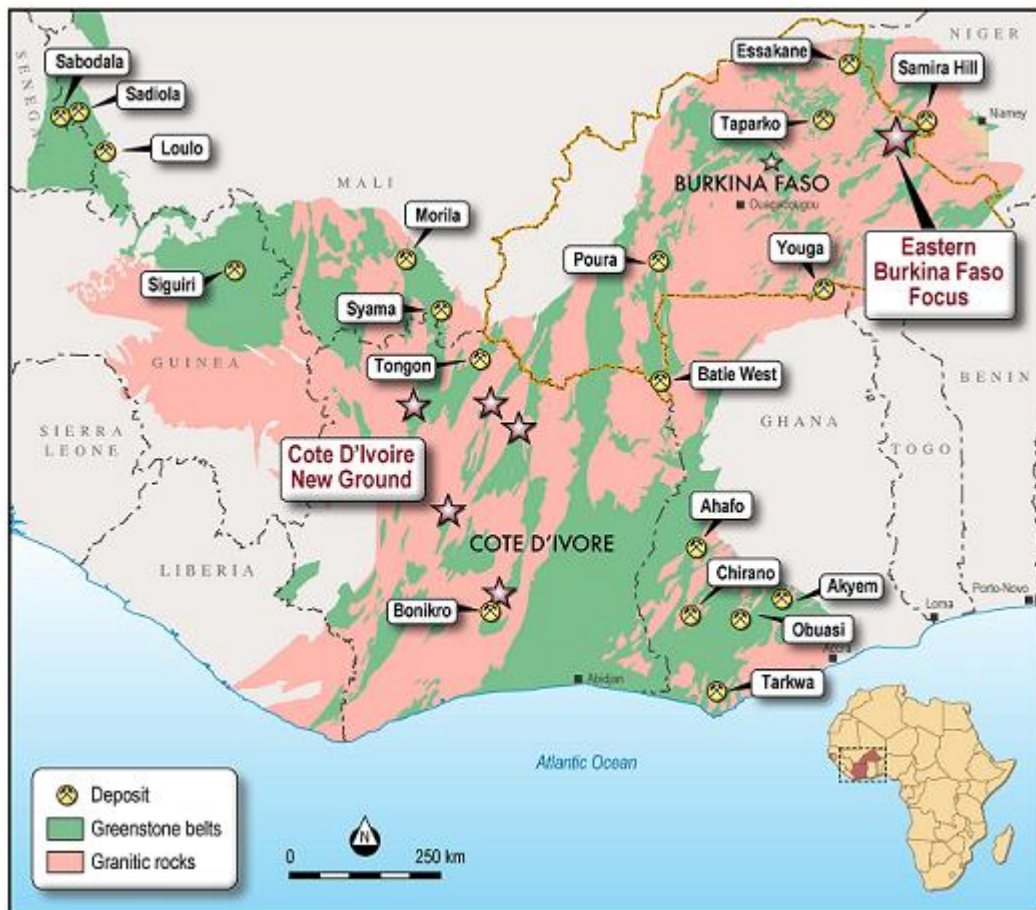 NIGER
Essakane
Samira Hill
SENEGAL
Sabodala
Sadiola
Taparko
Niamey
Loulo
MALI
BURKINA FASO
Ouagadougou
Morila
Eastern
Burkina Faso
Focus
Poura
Youga
Siguiri
Syama
GUINEA
Tongon
Batie West
BENIN
GHANA
SIERRA
LEONE
TOGO
Cote D'Ivoire
New Ground
Ahafo
COTE D'IVORE
LIBERIA
Chirano
Akyem
Porto-Novo
Bonikro
Loma
Obuasi
Accra
Abidjan
Tarkwa
Atlantic Ocean
Deposit
Greenstone belts
Granitic rocks
N
0 250 km